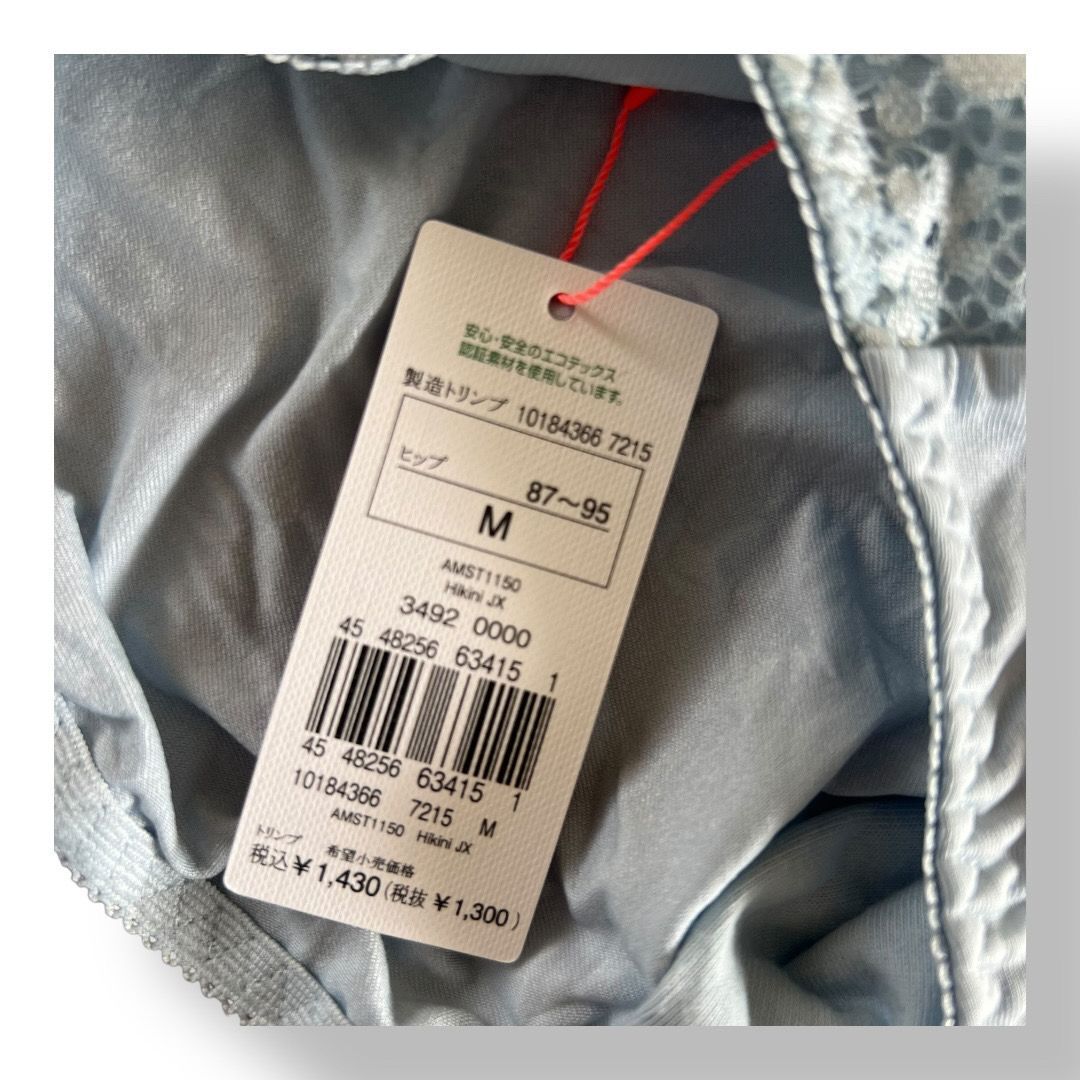 安心・安全のエコテックス
認証素材を使用しています。
製造トリンプ 10184366 7215
ヒップ
87～95
M
AMST1150
Hikini JX
3492 0000
45 48256 63415 1
45 48256 63415 1
10184366 7215 M
AMST1150 Hikini JX
トリンプ 希望小売価格
税込¥1,430(税抜¥1,300)